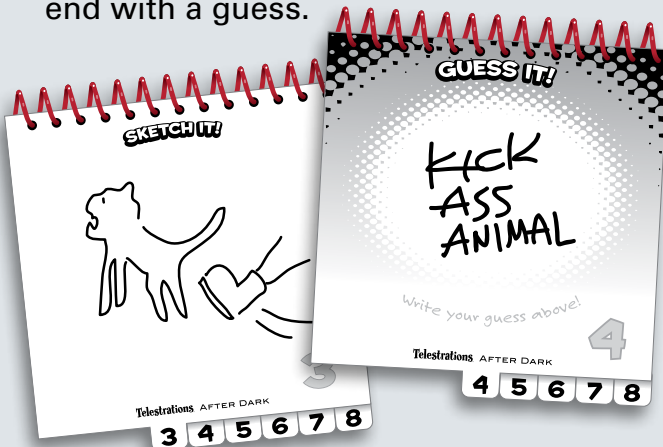 end with a guess.
SKETCH IT!
3
Telestrations AFTER DARK
3 4 5 6 7 8
GUESS IT!
KICK
ASS
ANIMAL
Write your guess above!
4
Telestrations AFTER DARK
4 5 6 7 8